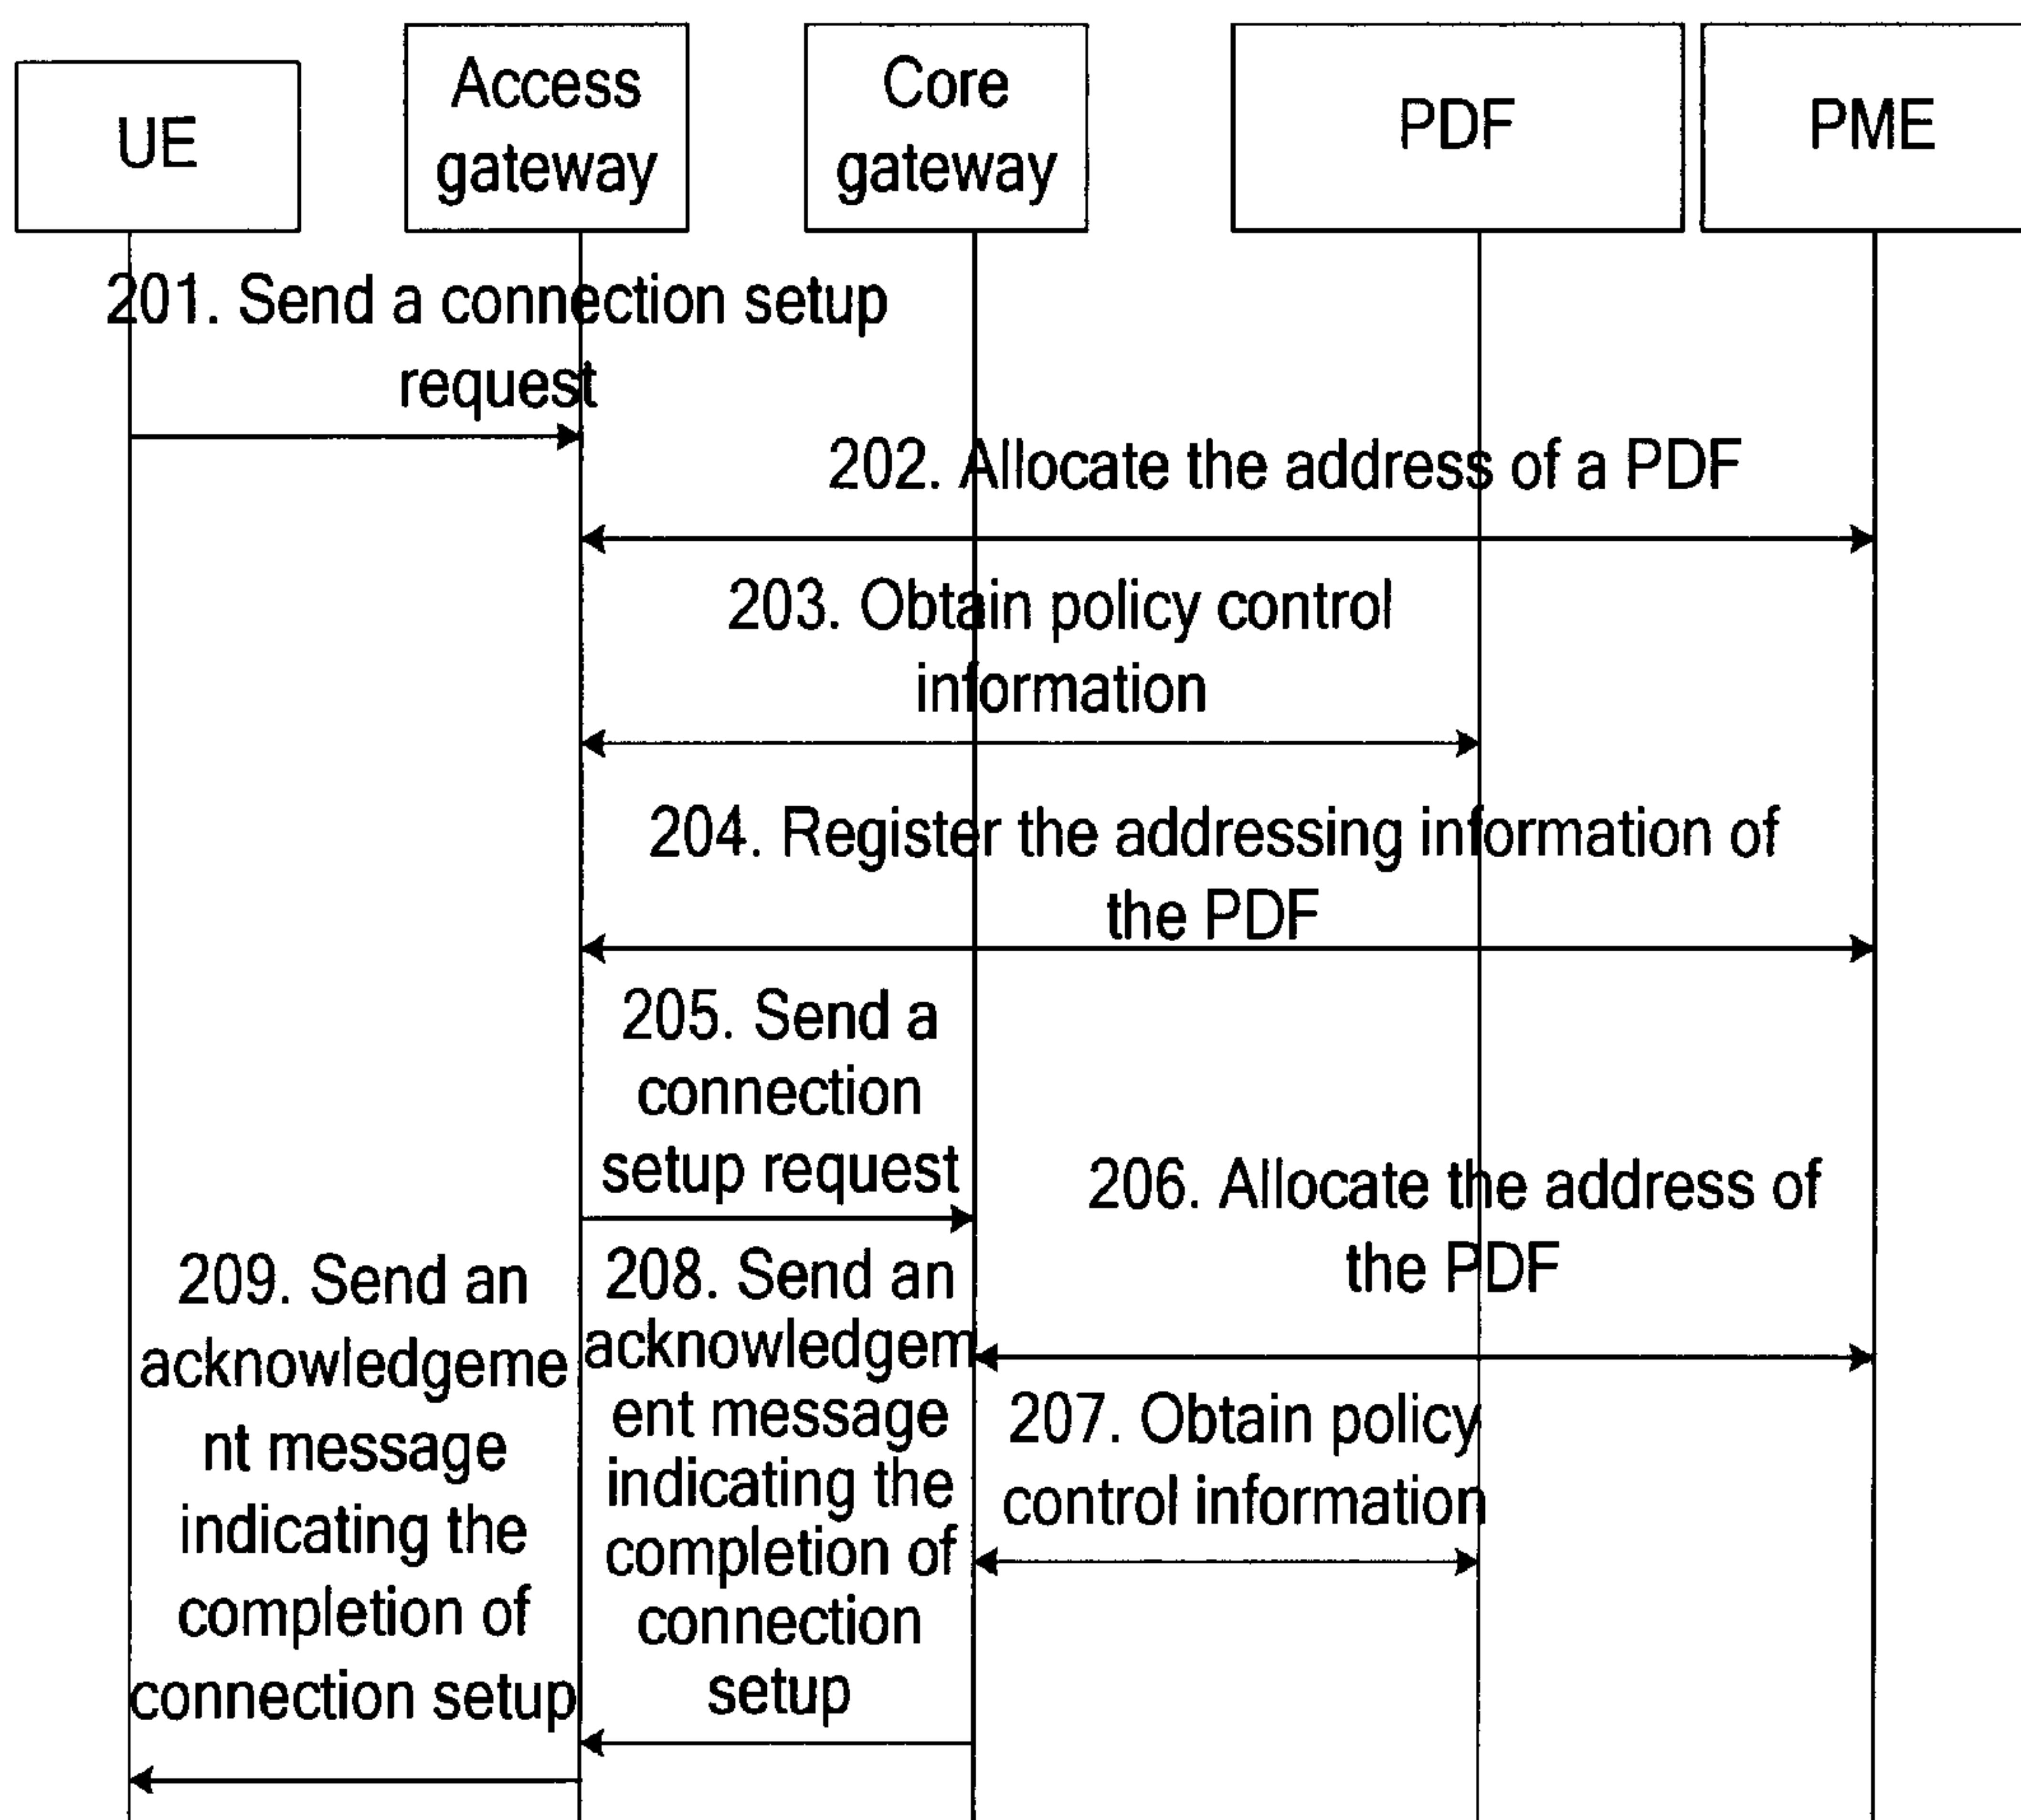 UE
Access
gateway
Core
gateway
PDF
PME
201. Send a connection setup
request
202. Allocate the address of a PDF
203. Obtain policy control
information
204. Register the addressing information of
the PDF
205. Send a
connection
setup request
206. Allocate the address of
the PDF
209. Send an
acknowledgeme
nt message
indicating the
completion of
connection setup
208. Send an
acknowledgem
ent message
indicating the
completion of
connection
setup
207. Obtain policy
control information